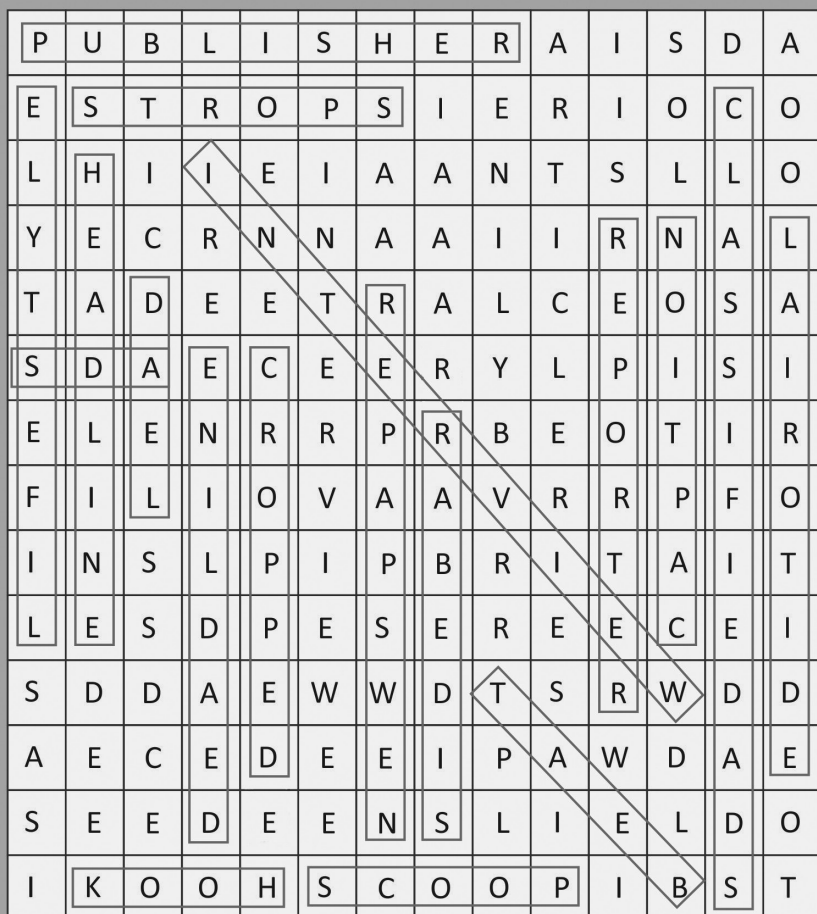 P U B L I S H E R A I S D A
E S T R O P S I E R I O C O
L H I I E I A A N T S L L O
Y E C R N N A A I I R N A L
T A D E E T R A L C E O S A
S D A E C E E R Y L P I S I
E L E N R R P R B E O T I R
F I L I O V A A V R R P F O
I N S L P I P B R I T A I T
L E S D P E S E R E E C E I
S D D A E W W D T S R W D D
A E C E D E E I P A W D A E
S E E D E E N S L I E L D O
I K O O H S C O O P I B S T